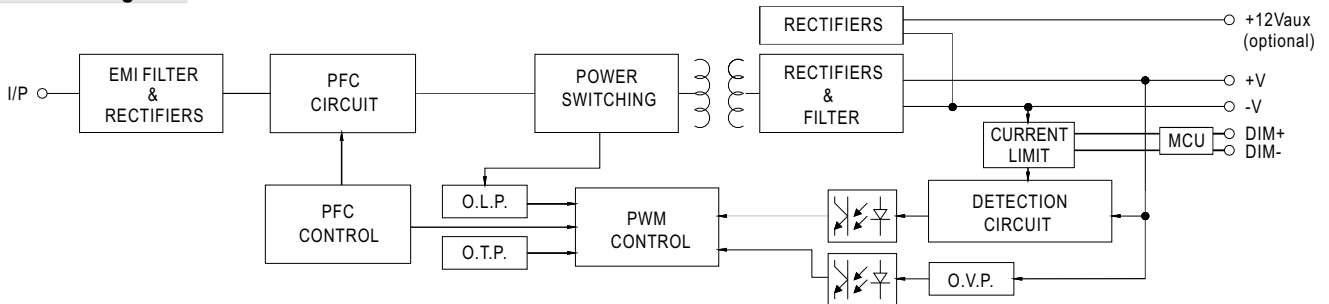 RECTIFIERS
+12Vaux
(optional)
I/P
EMI FILTER
&
RECTIFIERS
PFC
CIRCUIT
POWER
SWITCHING
RECTIFIERS
&
FILTER
+V
-V
CURRENT
LIMIT
MCU
DIM+
DIM-
PFC
CONTROL
O.L.P.
O.T.P.
PWM
CONTROL
DETECTION
CIRCUIT
O.V.P.